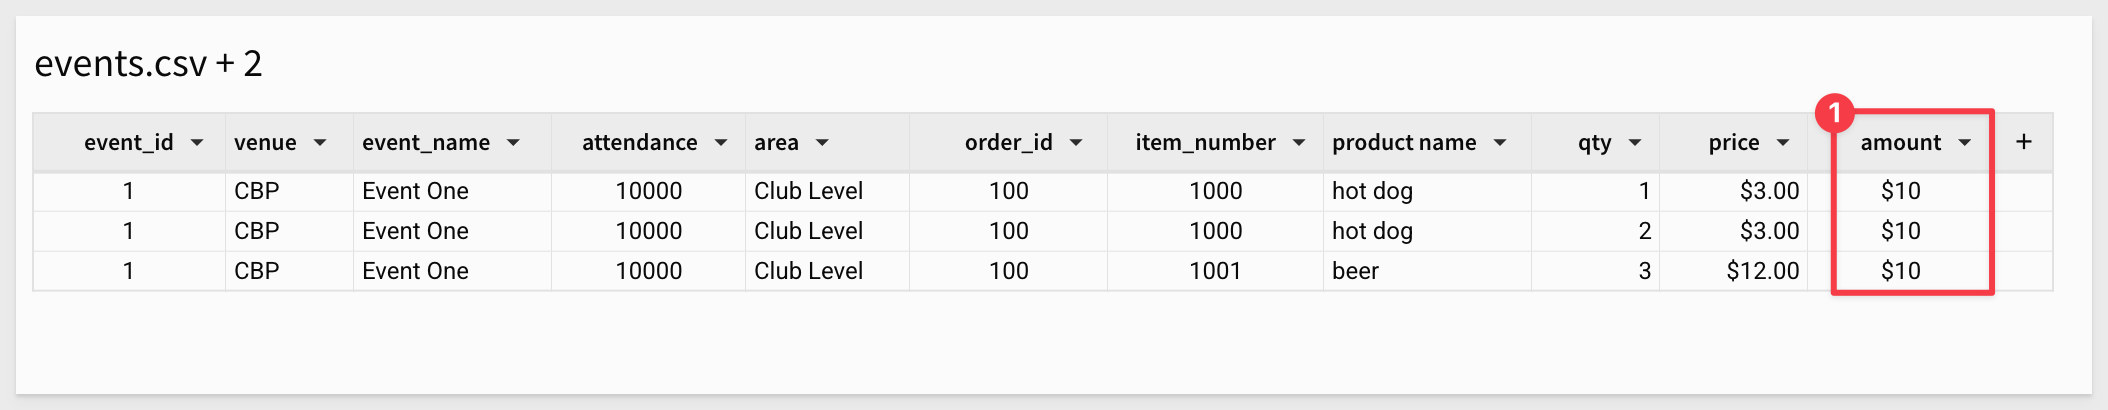 events.csv + 2
1
event_id venue event_name attendance area order_id item_number product name qty price amount +
1 CBP Event One 10000 Club Level 100 1000 hot dog 1 $3.00 $10
1 CBP Event One 10000 Club Level 100 1000 hot dog 2 $3.00 $10
1 CBP Event One 10000 Club Level 100 1001 beer 3 $12.00 $10